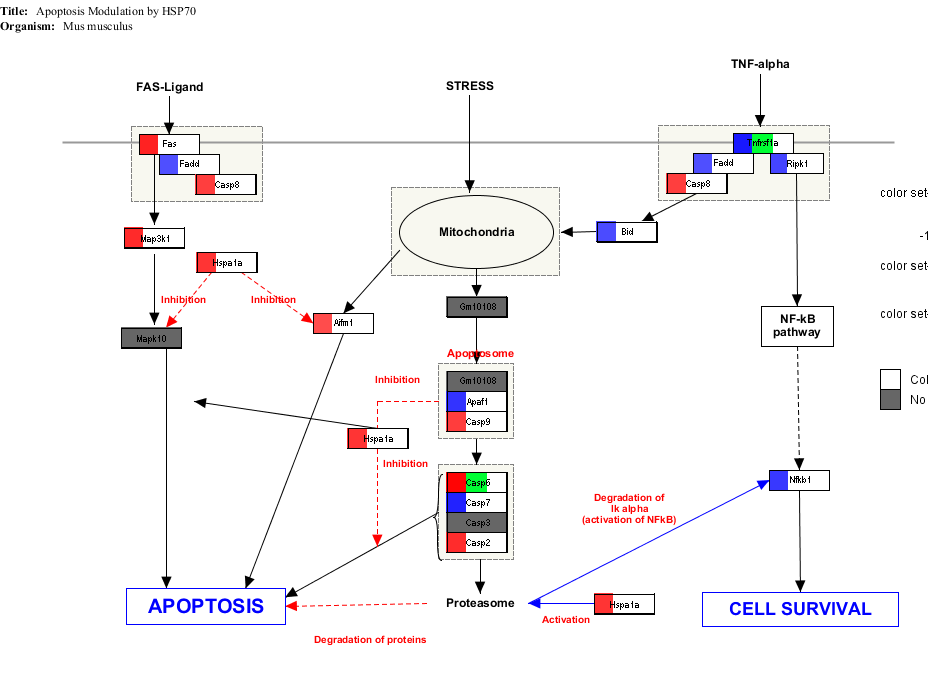 Title: Apoptosis Modulation by HSP70
Organism: Mus musculus
FAS-Ligand
STRESS
TNF-alpha
Fas
Fadd
Casp8
Tnfrsf1a
Fadd
Ripk1
Casp8
color set-
Map3k1
Mitochondria
Bid
-1
Hspa1a
color set-
Inhibition
Inhibition
Gm10108
color set-
Aifm1
NF-kB
pathway
Mapk10
Apoptosome
Inhibition
Gm10108
Col
No
Apaf1
Casp9
Hspa1a
Inhibition
Casp6
Nfkb1
Casp7
Casp3
Casp2
Degradation of
Ik alpha
(activation of NFkB)
APOPTOSIS
Proteasome
Hspa1a
CELL SURVIVAL
Activation
Degradation of proteins